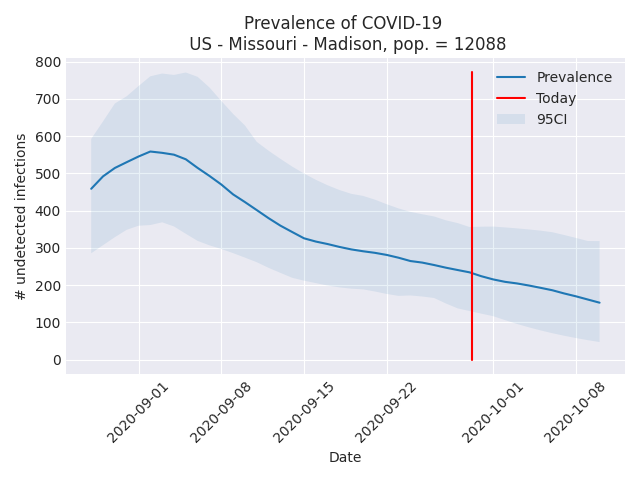 Prevalence of COVID-19
US - Missouri - Madison, pop. = 12088
800
700
600
500
400
300
200
100
0
# undetected infections
Prevalence
Today
95CI
2020-09-01
2020-09-08
2020-09-15
2020-09-22
2020-10-01
2020-10-08
Date